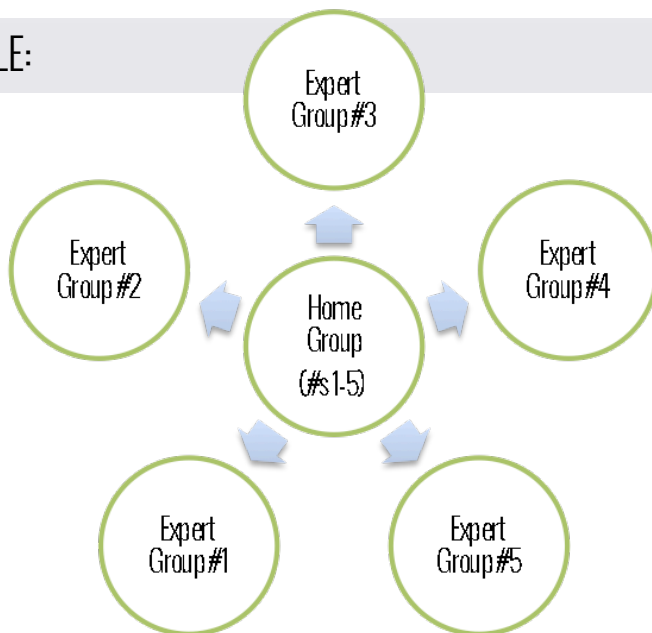 LE:
Expert
Group #3
Expert
Group #2
Expert
Group #4
Home
Group
(#s 1-5)
Expert
Group #1
Expert
Group #5